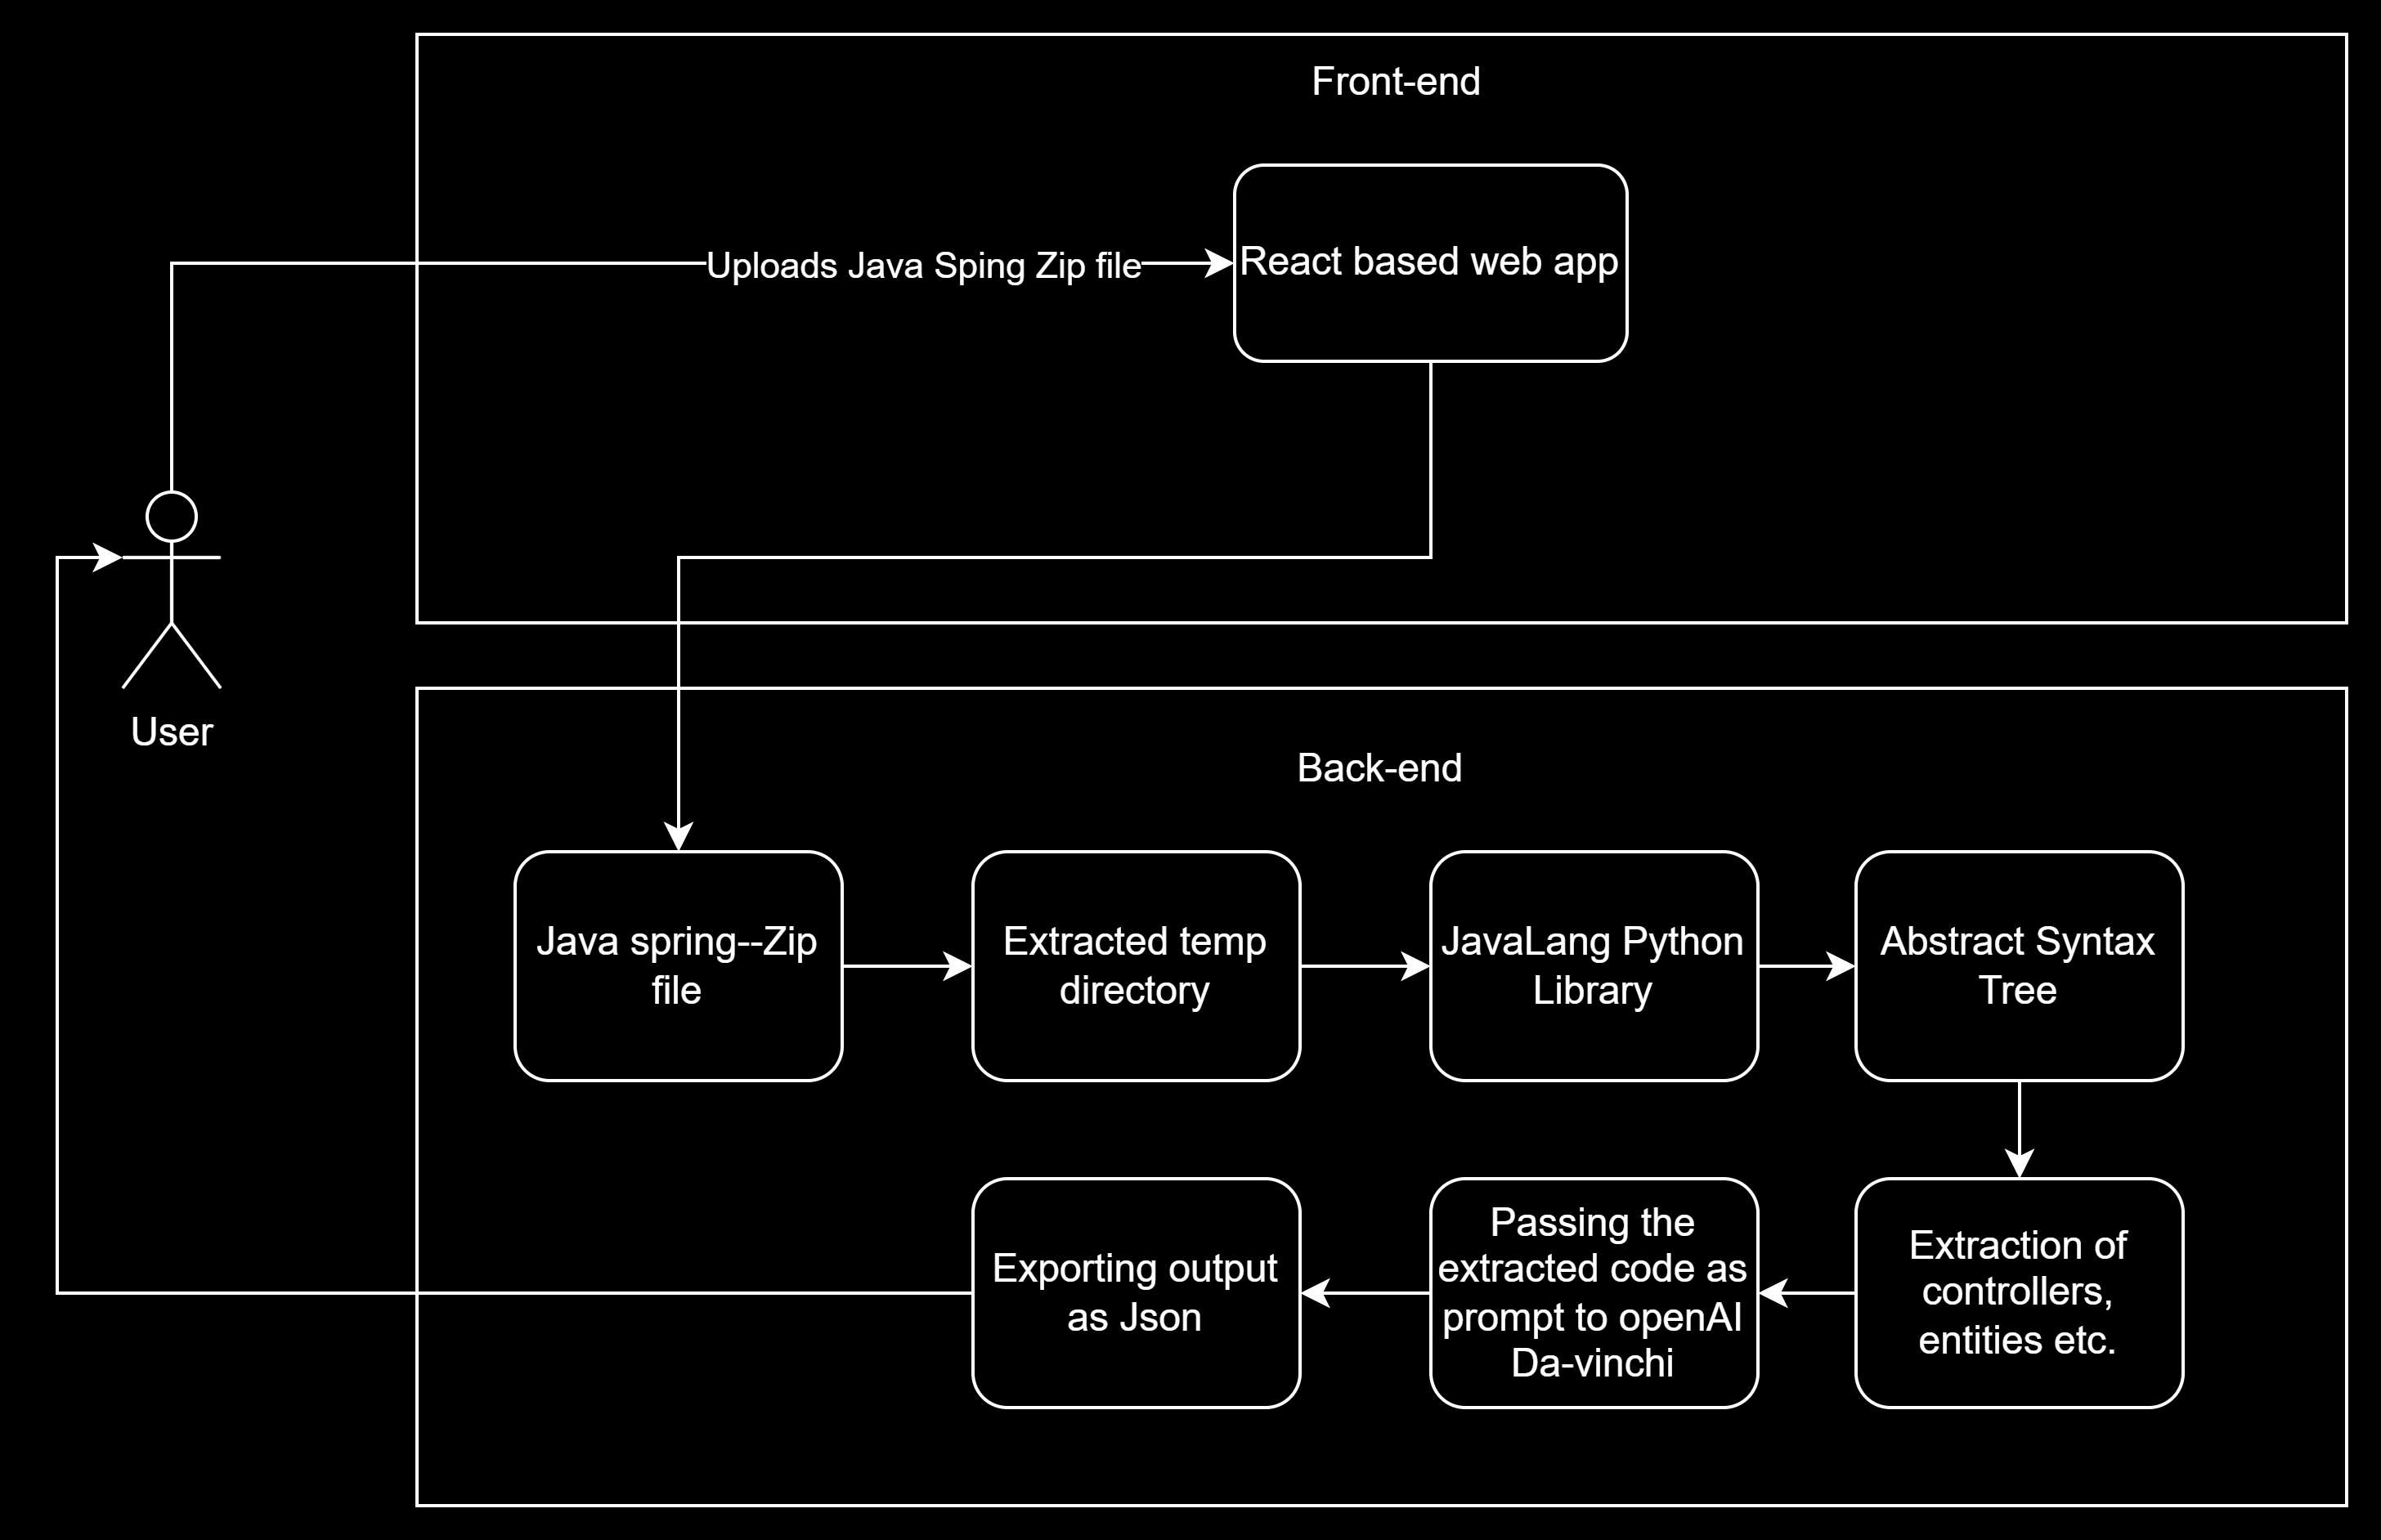 Front-end
Uploads Java Sping Zip file
React based web app
User
Back-end
Java spring--Zip
file
Extracted temp
directory
JavaLang Python
Library
Abstract Syntax
Tree
Exporting output
as Json
Passing the
extracted code as
prompt to openAI
Da-vinchi
Extraction of
controllers,
entities etc.